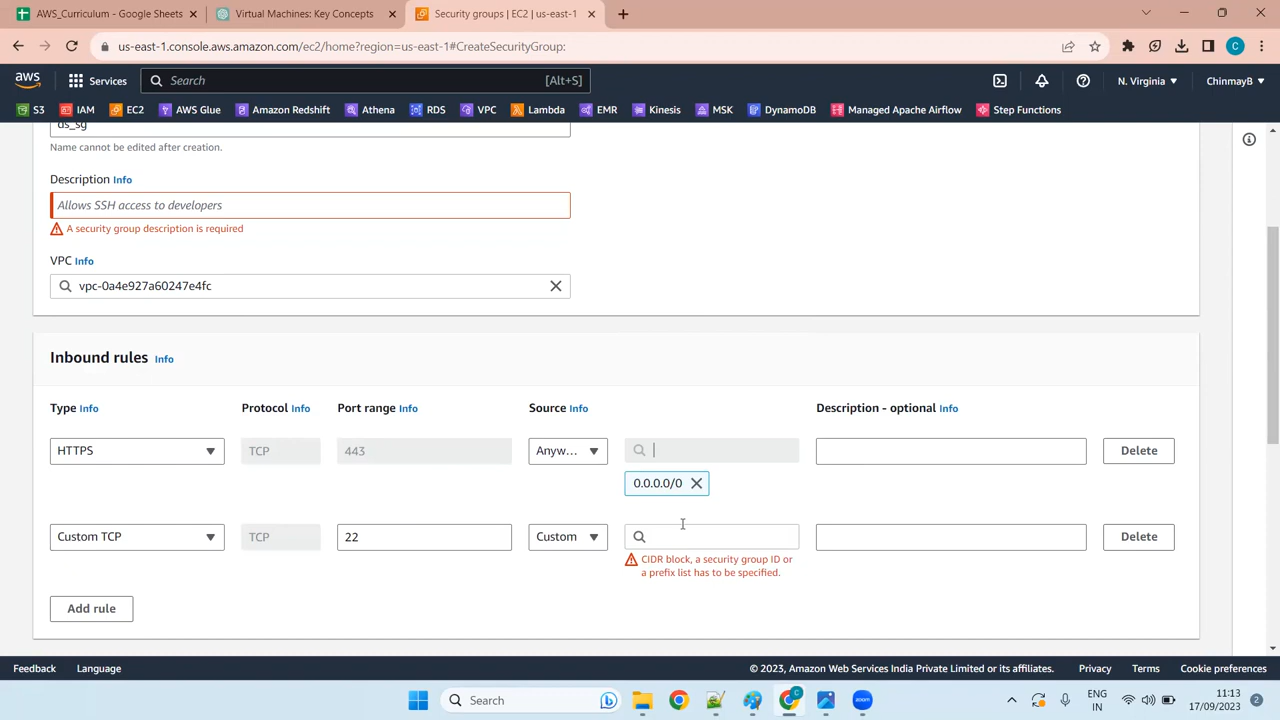 AWS_Curriculum - Google Sheets
Virtual Machines: Key Concepts
Security groups | EC2 | us-east-1
us-east-1.console.aws.amazon.com/ec2/home?region=us-east-1#CreateSecurityGroup:
C
aws
Services
Search
[Alt+S]
N. Virginia
ChinmayB
S3
IAM
EC2
AWS Glue
Amazon Redshift
Athena
RDS
VPC
Lambda
EMR
Kinesis
MSK
DynamoDB
Managed Apache Airflow
Step Functions
us_sg
Name cannot be edited after creation.
Description Info
Allows SSH access to developers
A security group description is required
VPC Info
vpc-0a4e927a60247e4fc
Inbound rules Info
Type Info
Protocol Info
Port range Info
Source Info
Description - optional Info
HTTPS
TCP
443
Anyw...
Delete
0.0.0.0/0
Custom TCP
TCP
22
Custom
Delete
CIDR block, a security group ID or
a prefix list has to be specified.
Add rule
Feedback
Language
© 2023, Amazon Web Services India Private Limited or its affiliates.
Privacy
Terms
Cookie preferences
Search
zoom
ENG
IN
11:13
17/09/2023
2